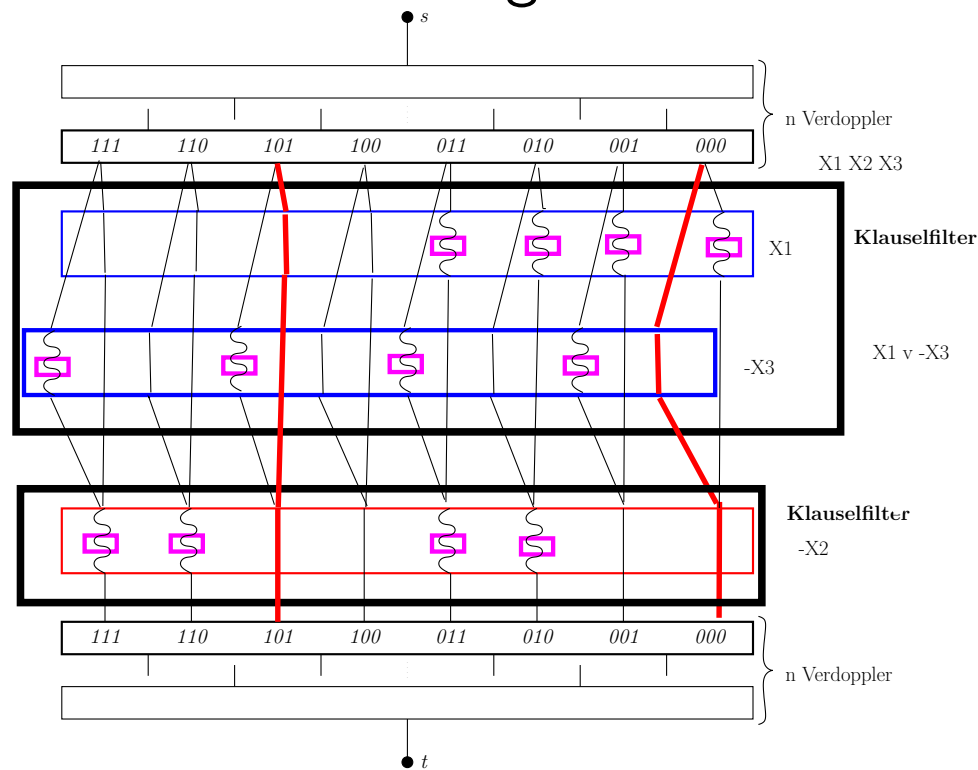 s
n Verdoppler
111 110 101 100 011 010 001 000
X1 X2 X3
Klauselfilter
X1
X1 v -X3
-X3
Klauselfilter
-X2
111 110 101 100 011 010 001 000
n Verdoppler
t